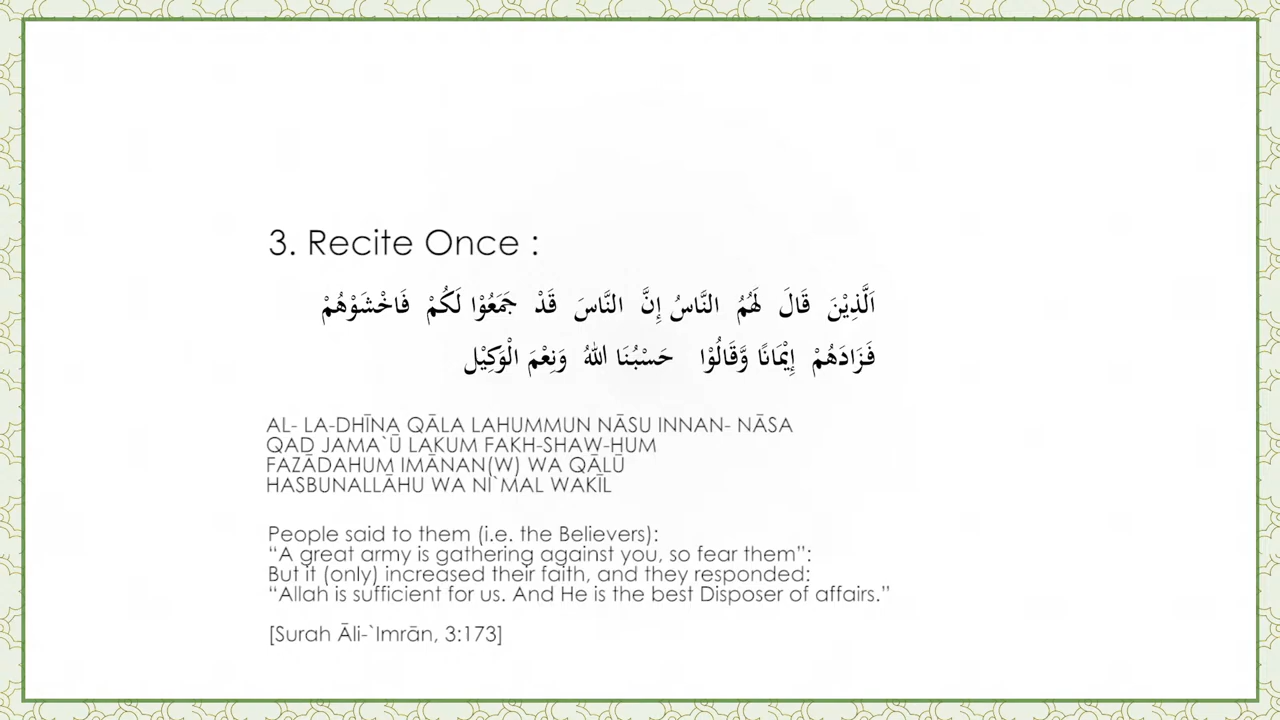 3. Recite Once :
اَلَّذِيْنَ قَالَ لَهُمُ النَّاسُ إِنَّ النَّاسَ قَدْ جَمَعُوْا لَكُمْ فَاخْشَوْهُمْ
فَزَادَهُمْ إِيْمَانًا وَّقَالُوْا حَسْبُنَا اللهُ وَنِعْمَ الْوَكِيْل
AL- LA-DHĪNA QĀLA LAHUMMUN NĀSU INNAN- NĀSA
QAD JAMA`Ū LAKUM FAKH-SHAW-HUM
FAZĀDAHUM IMĀNAN(W) WA QĀLŪ
HASBUNALLĀHU WA NI`MAL WAKĪL
People said to them (i.e. the Believers):
“A great army is gathering against you, so fear them”:
But it (only) increased their faith, and they responded:
“Allah is sufficient for us. And He is the best Disposer of affairs.”
[Surah Āli-`Imrān, 3:173]